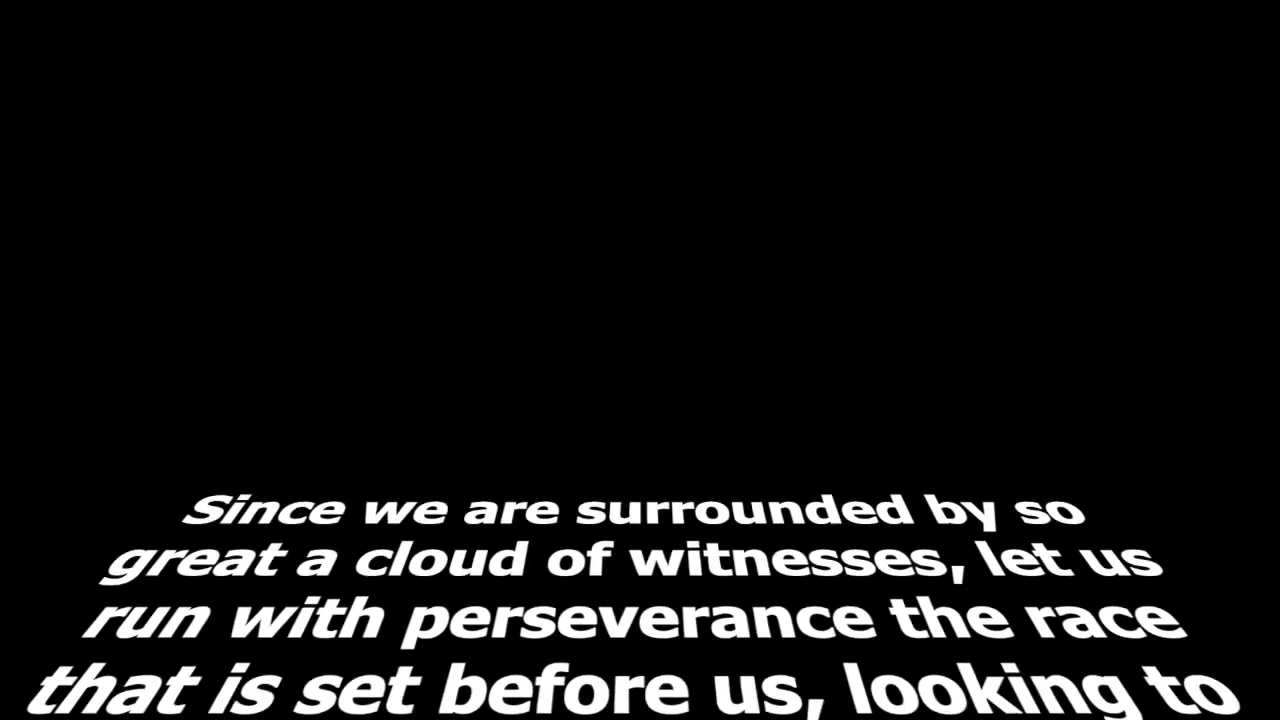 Since we are surrounded by so
great a cloud of witnesses, let us
run with perseverance the race
that is set before us, looking to